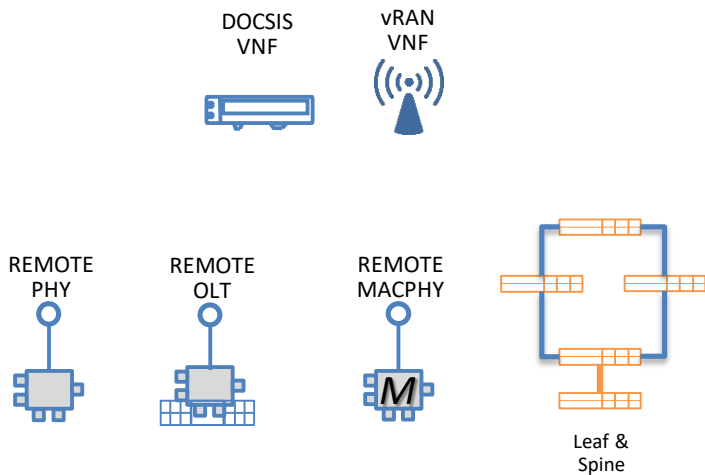 DOCSIS
VNF
vRAN
VNF
REMOTE
PHY
REMOTE
OLT
REMOTE
MACPHY
M
Leaf &
Spine